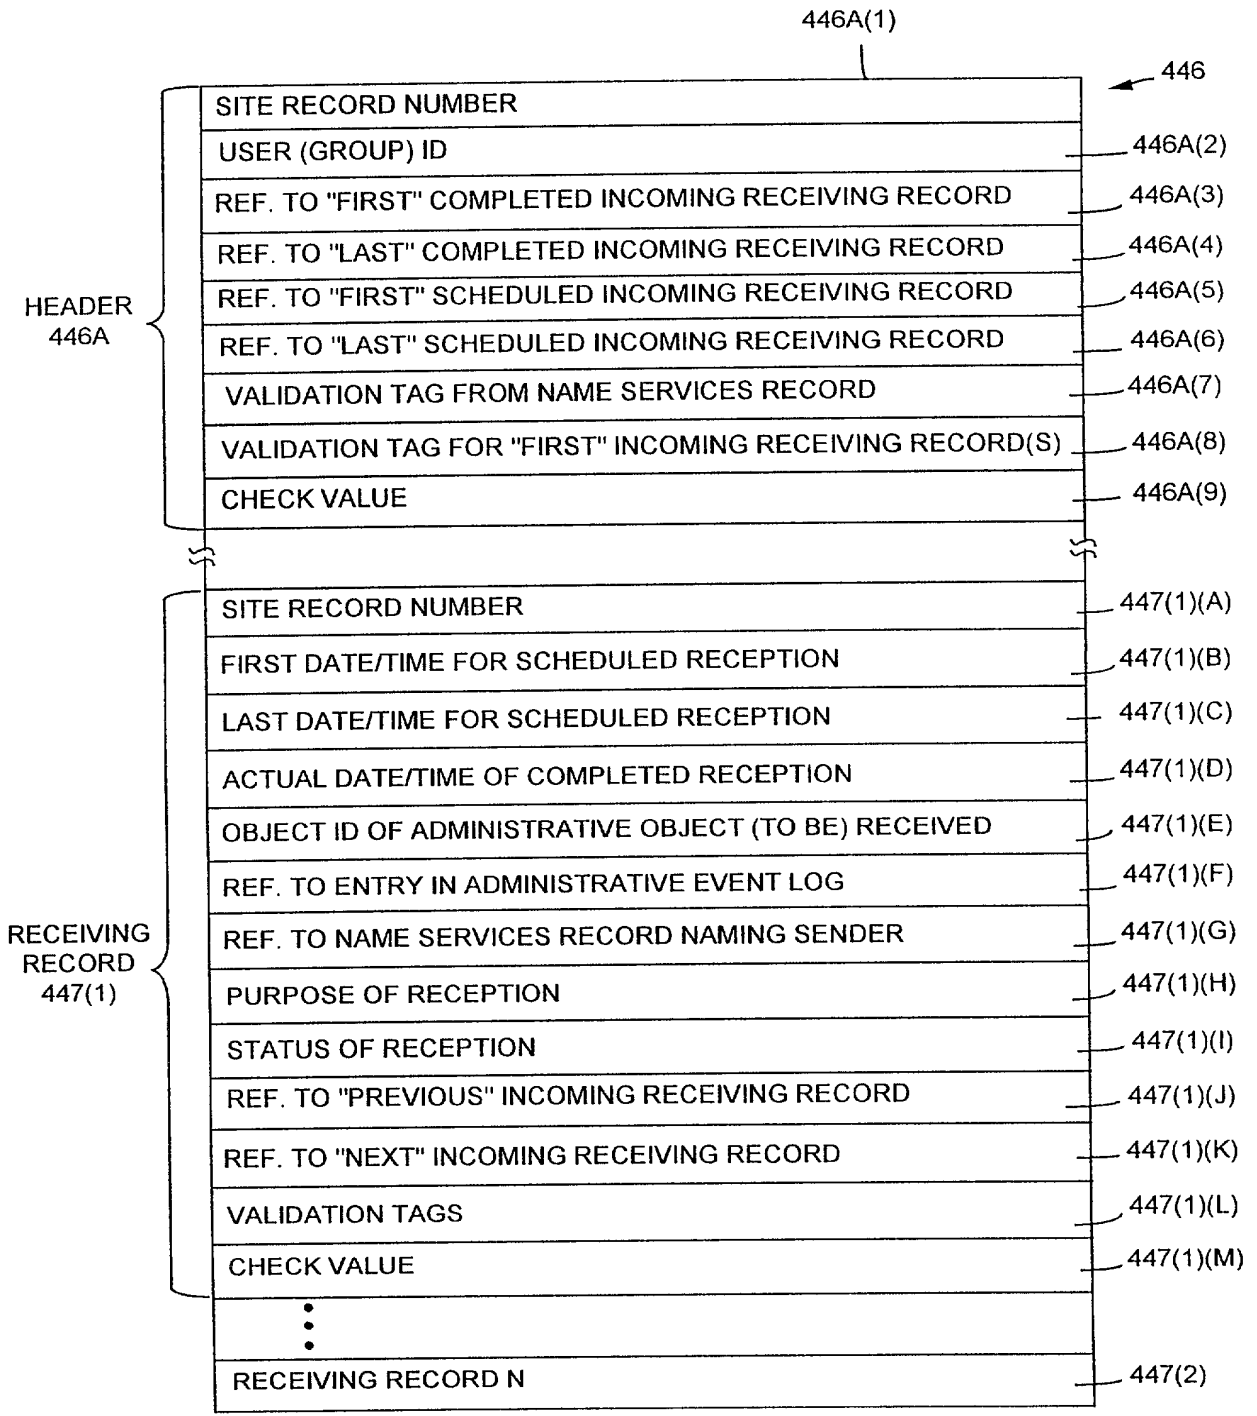 446A(1)
446
SITE RECORD NUMBER
USER (GROUP) ID
446A(2)
REF. TO "FIRST" COMPLETED INCOMING RECEIVING RECORD
446A(3)
REF. TO "LAST" COMPLETED INCOMING RECEIVING RECORD
446A(4)
REF. TO "FIRST" SCHEDULED INCOMING RECEIVING RECORD
446A(5)
HEADER
446A
REF. TO "LAST" SCHEDULED INCOMING RECEIVING RECORD
446A(6)
VALIDATION TAG FROM NAME SERVICES RECORD
446A(7)
VALIDATION TAG FOR "FIRST" INCOMING RECEIVING RECORD(S)
446A(8)
CHECK VALUE
446A(9)
SITE RECORD NUMBER
447(1)(A)
FIRST DATE/TIME FOR SCHEDULED RECEPTION
447(1)(B)
LAST DATE/TIME FOR SCHEDULED RECEPTION
447(1)(C)
ACTUAL DATE/TIME OF COMPLETED RECEPTION
447(1)(D)
OBJECT ID OF ADMINISTRATIVE OBJECT (TO BE) RECEIVED
447(1)(E)
REF. TO ENTRY IN ADMINISTRATIVE EVENT LOG
447(1)(F)
RECEIVING
RECORD
447(1)
REF. TO NAME SERVICES RECORD NAMING SENDER
447(1)(G)
PURPOSE OF RECEPTION
447(1)(H)
STATUS OF RECEPTION
447(1)(I)
REF. TO "PREVIOUS" INCOMING RECEIVING RECORD
447(1)(J)
REF. TO "NEXT" INCOMING RECEIVING RECORD
447(1)(K)
VALIDATION TAGS
447(1)(L)
CHECK VALUE
447(1)(M)
RECEIVING RECORD N
447(2)